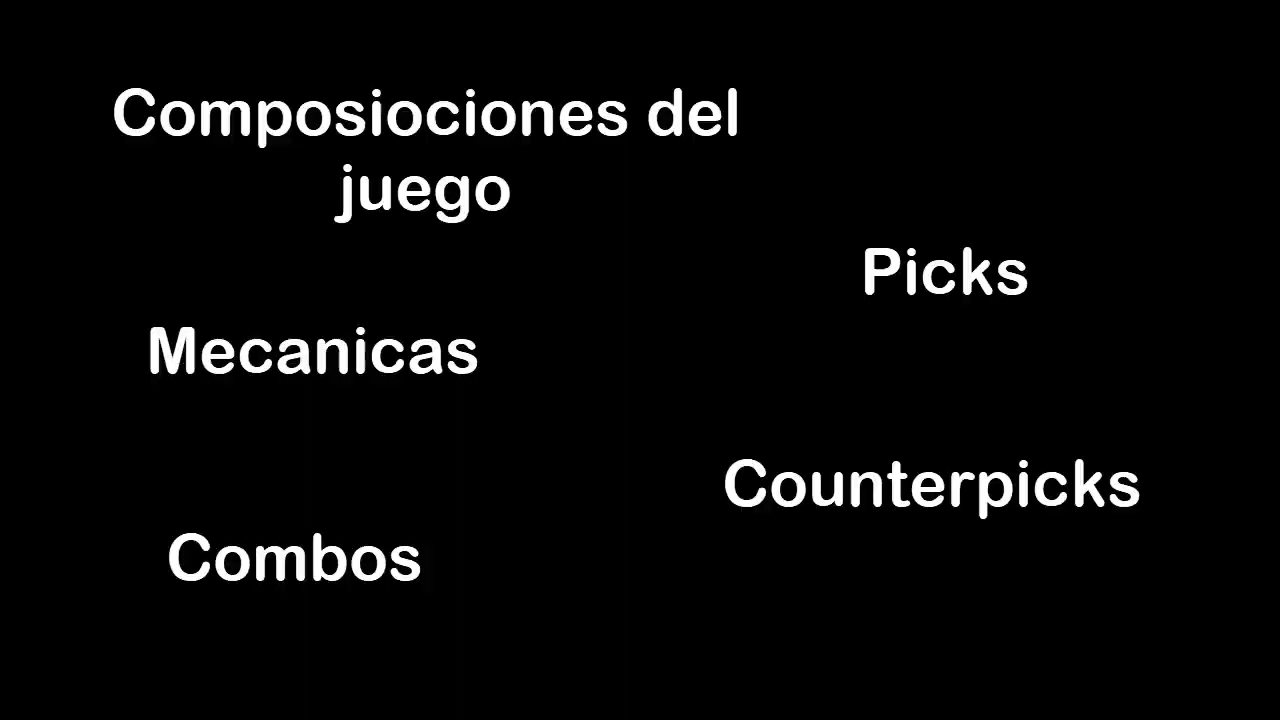 Composiociones del
juego
Picks
Mecanicas
Counterpicks
Combos